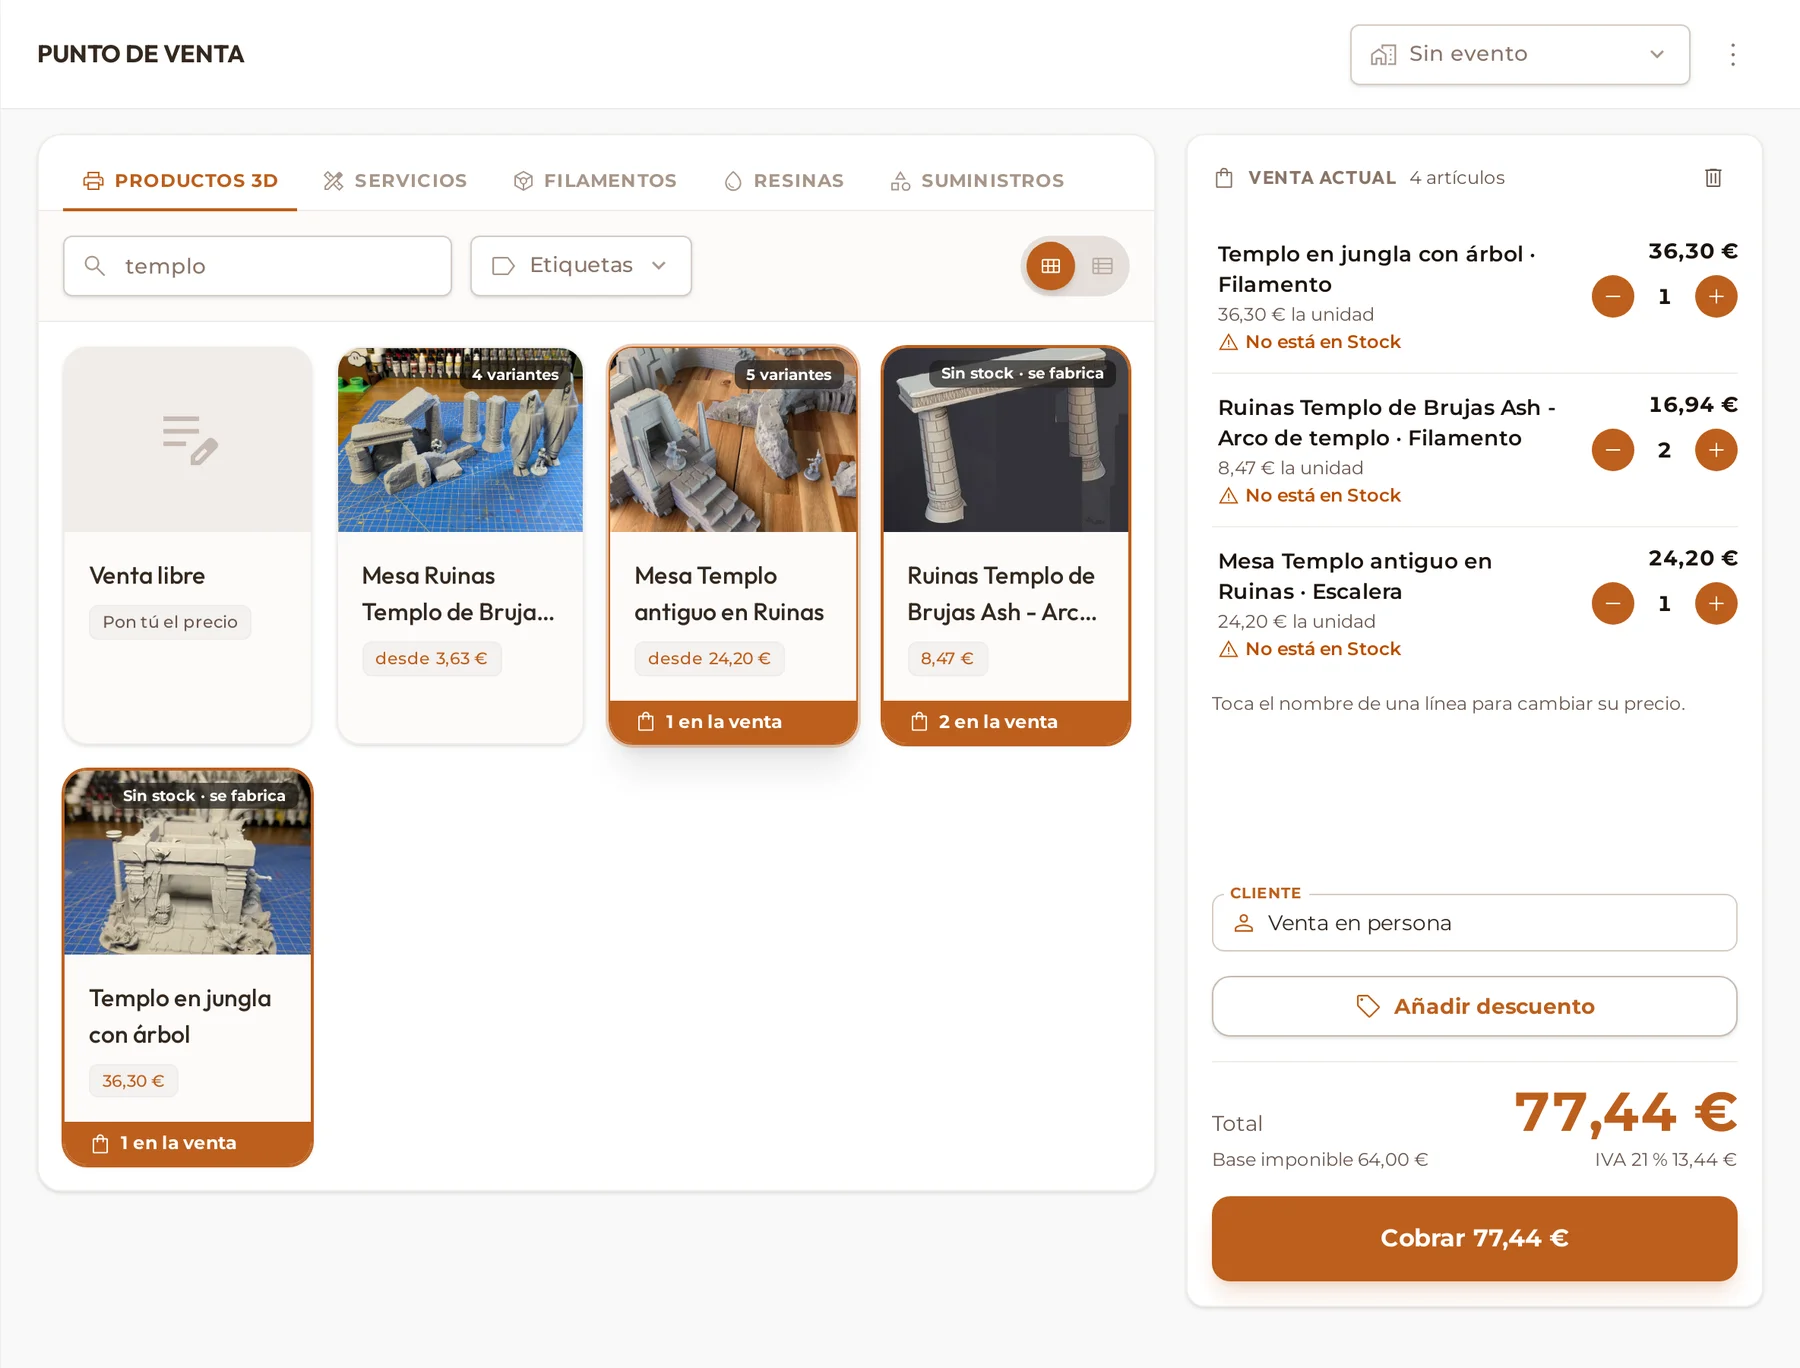 PUNTO DE VENTA
Sin evento
PRODUCTOS 3D
SERVICIOS
FILAMENTOS
RESINAS
SUMINISTROS
templo
Etiquetas
Venta libre
Pon tú el precio
4 variantes
Mesa Ruinas
Templo de Bruja...
desde 3,63 €
5 variantes
Mesa Templo
antiguo en Ruinas
desde 24,20 €
1 en la venta
Sin stock · se fabrica
Ruinas Templo de
Brujas Ash - Arc...
8,47 €
2 en la venta
Sin stock · se fabrica
Templo en jungla
con árbol
36,30 €
1 en la venta
VENTA ACTUAL 4 artículos
Templo en jungla con árbol ·
Filamento
36,30 € la unidad
No está en Stock
36,30 €
1
Ruinas Templo de Brujas Ash -
Arco de templo · Filamento
8,47 € la unidad
No está en Stock
16,94 €
2
Mesa Templo antiguo en
Ruinas · Escalera
24,20 € la unidad
No está en Stock
24,20 €
1
Toca el nombre de una línea para cambiar su precio.
CLIENTE
Venta en persona
Añadir descuento
Total
77,44 €
Base imponible 64,00 €
IVA 21 % 13,44 €
Cobrar 77,44 €